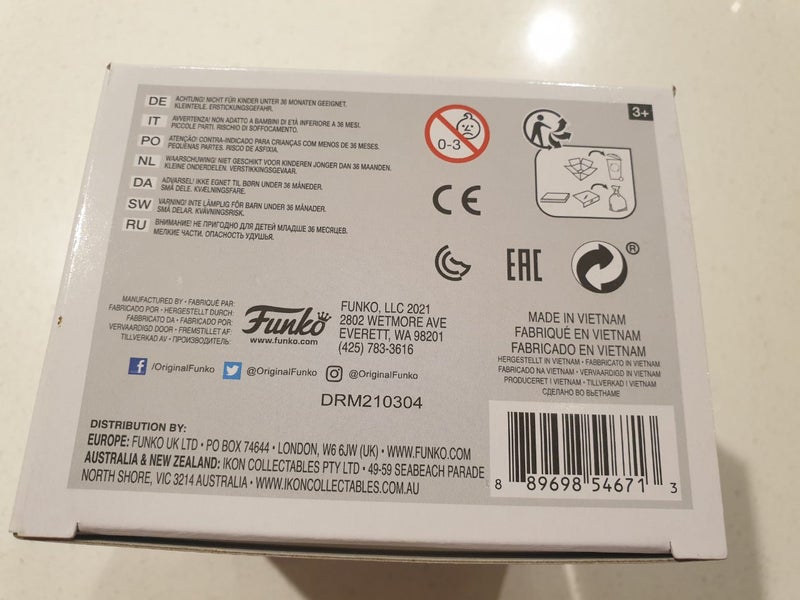 DE ACHTUNG! NICHT FÜR KINDER UNTER 36 MONATEN GEEIGNET.
KLEINTEILE. ERSTICKUNGSGEFAHR.
IT AVVERTENZA! NON ADATTO A BAMBINI DI ETÀ INFERIORE A 36 MESI.
PICCOLE PARTI. RISCHIO DI SOFFOCAMENTO.
PO ATENÇÃO! CONTRA-INDICADO PARA CRIANÇAS COM MENOS DE 36 MESES.
PEQUENAS PARTES. RISCO DE ASFIXIA.
NL WAARSCHUWING! NIET GESCHIKT VOOR KINDEREN JONGER DAN 36 MAANDEN.
KLEINE ONDERDELEN. VERSTIKKINGSGEVAAR.
DA ADVARSEL! IKKE EGNET TIL BØRN UNDER 36 MÅNEDER.
SMÅ DELE. KVÆLNINGSFARE.
SW VARNING! INTE LÄMPLIG FÖR BARN UNDER 36 MÅNADER.
SMÅ DELAR. KVÄVNINGSRISK.
RU ВНИМАНИЕ! НЕ ПРИГОДНО ДЛЯ ДЕТЕЙ МЛАДШЕ 36 МЕСЯЦЕВ.
МЕЛКИЕ ЧАСТИ. ОПАСНОСТЬ УДУШЬЯ.
0-3
3+
CE
EAC
®
MANUFACTURED BY • FABRIQUÉ PAR:
FABRICADO POR • HERGESTELLT DURCH:
FABBRICATO DA • FABRICADO POR:
VERVAARDIGD DOOR • FREMSTILLET AF:
TILLVERKAD AV • ПРОИЗВОДИТЕЛЬ:
Funko
www.funko.com
FUNKO, LLC 2021
2802 WETMORE AVE
EVERETT, WA 98201
(425) 783-3616
MADE IN VIETNAM
FABRIQUÉ EN VIETNAM
FABRICADO EN VIETNAM
HERGESTELLT IN VIETNAM • FABBRICATO IN VIETNAM
FABRICADO NA VIETNAM • VERVAARDIGD IN VIETNAM
PRODUCERET I VIETNAM • TILLVERKAD I VIETNAM
СДЕЛАНО ВО ВЬЕТНАМЕ
f /OriginalFunko @OriginalFunko @OriginalFunko
DRM210304
DISTRIBUTION BY:
EUROPE: FUNKO UK LTD • PO BOX 74644 • LONDON, W6 6JW (UK) • WWW.FUNKO.COM
AUSTRALIA & NEW ZEALAND: IKON COLLECTABLES PTY LTD • 49-59 SEABEACH PARADE
NORTH SHORE, VIC 3214 AUSTRALIA • WWW.IKONCOLLECTABLES.COM.AU
8 89698 54671 3